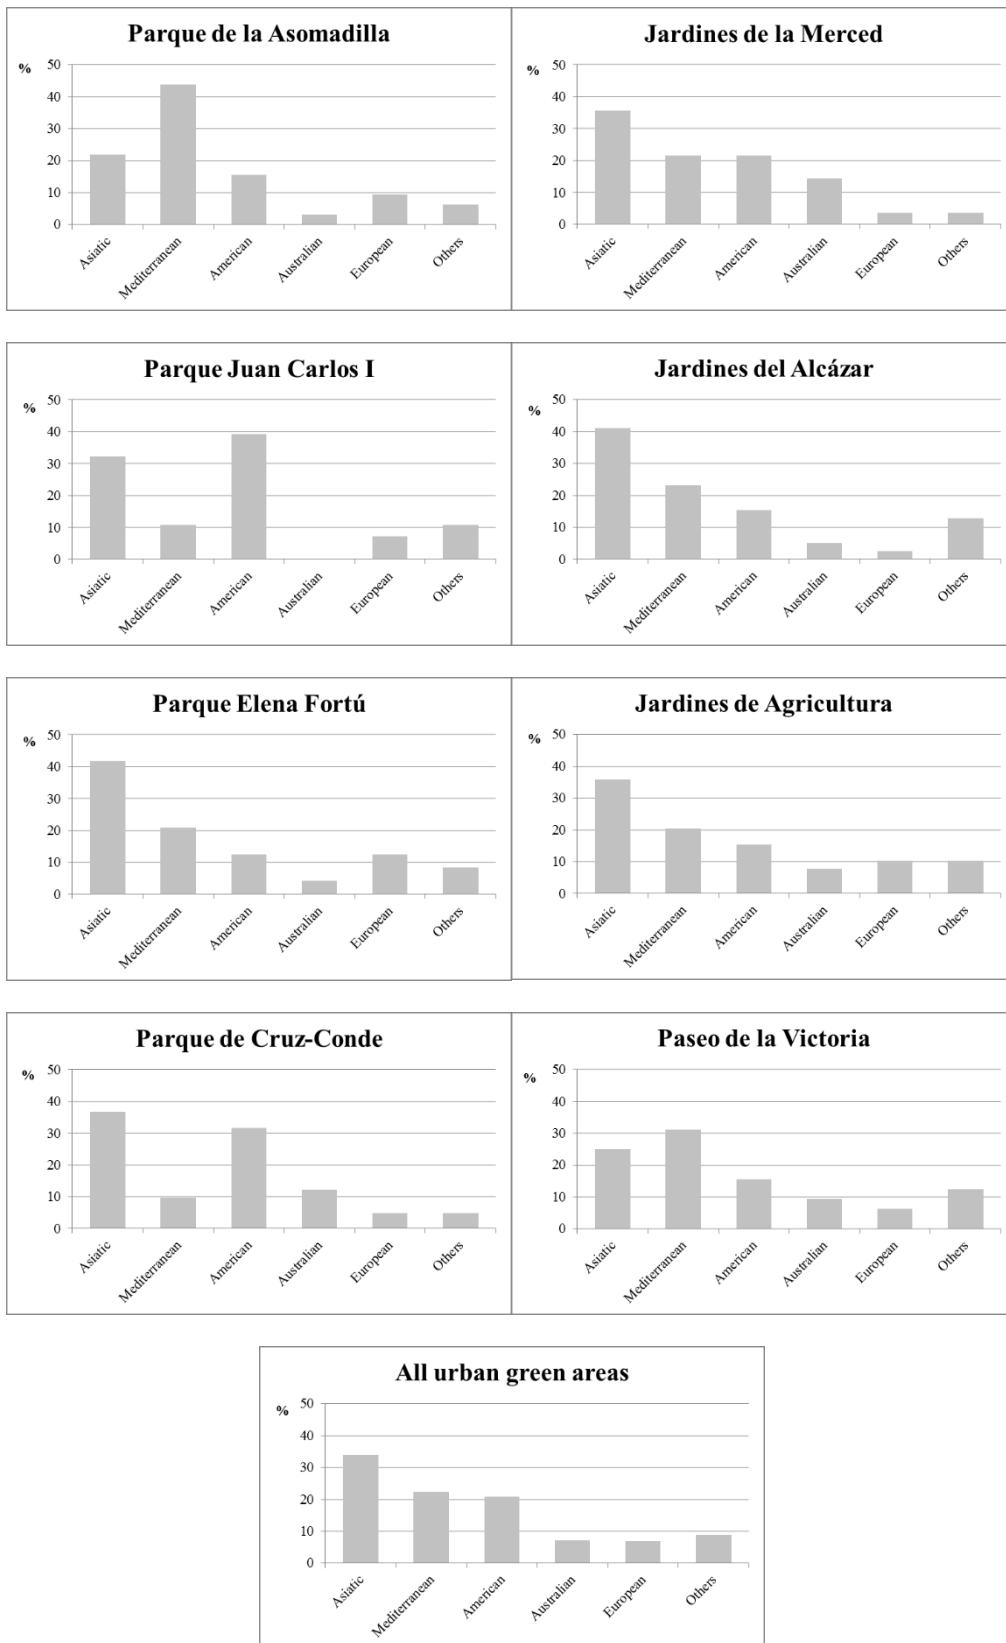 Parque de la Asomadilla
%
50
40
30
20
10
0
Asiatic
Mediterranean
American
Australian
European
Others
Jardines de la Merced
%
50
40
30
20
10
0
Asiatic
Mediterranean
American
Australian
European
Others
Parque Juan Carlos I
%
50
40
30
20
10
0
Asiatic
Mediterranean
American
Australian
European
Others
Jardines del Alcázar
%
50
40
30
20
10
0
Asiatic
Mediterranean
American
Australian
European
Others
Parque Elena Fortú
%
50
40
30
20
10
0
Asiatic
Mediterranean
American
Australian
European
Others
Jardines de Agricultura
%
50
40
30
20
10
0
Asiatic
Mediterranean
American
Australian
European
Others
Parque de Cruz-Conde
%
50
40
30
20
10
0
Asiatic
Mediterranean
American
Australian
European
Others
Paseo de la Victoria
%
50
40
30
20
10
0
Asiatic
Mediterranean
American
Australian
European
Others
All urban green areas
%
50
40
30
20
10
0
Asiatic
Mediterranean
American
Australian
European
Others